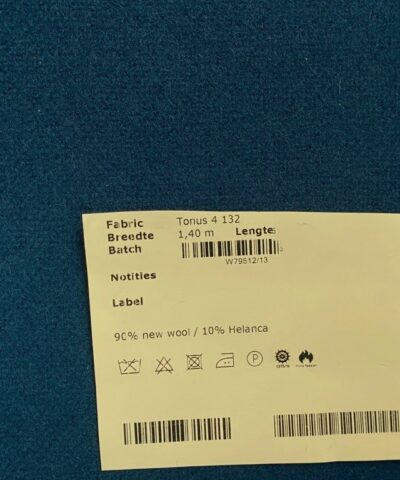 Fabric Tonus 4 132
Breedte 1,40 m Lengte
Batch
W79512/13
Notities
Label
90% new wool / 10% Helanca
P